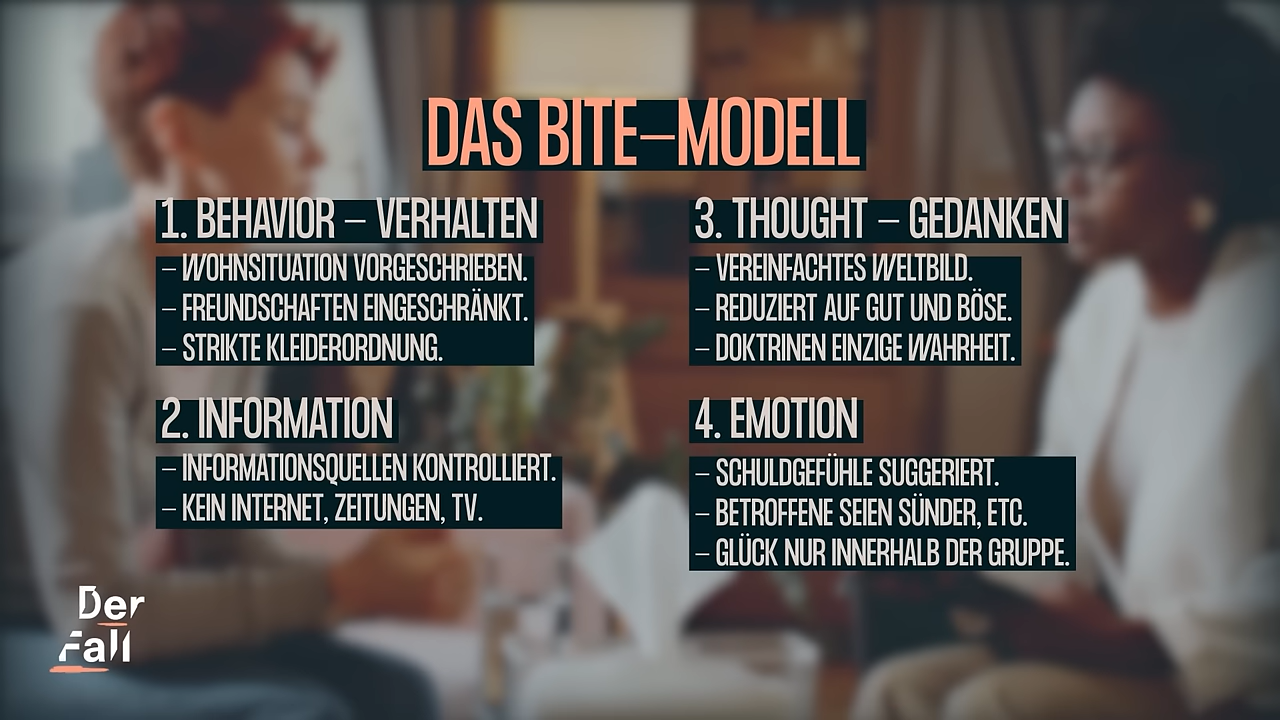 DAS BITE–MODELL
1. BEHAVIOR – VERHALTEN
– WOHNSITUATION VORGESCHRIEBEN.
– FREUNDSCHAFTEN EINGESCHRÄNKT.
– STRIKTE KLEIDERORDNUNG.
2. INFORMATION
– INFORMATIONSQUELLEN KONTROLLIERT.
– KEIN INTERNET, ZEITUNGEN, TV.
3. THOUGHT – GEDANKEN
– VEREINFACHTES WELTBILD.
– REDUZIERT AUF GUT UND BÖSE.
– DOKTRINEN EINZIGE WAHRHEIT.
4. EMOTION
– SCHULDGEFÜHLE SUGGERIERT.
– BETROFFENE SEIEN SÜNDER, ETC.
– GLÜCK NUR INNERHALB DER GRUPPE.
Der
Fall